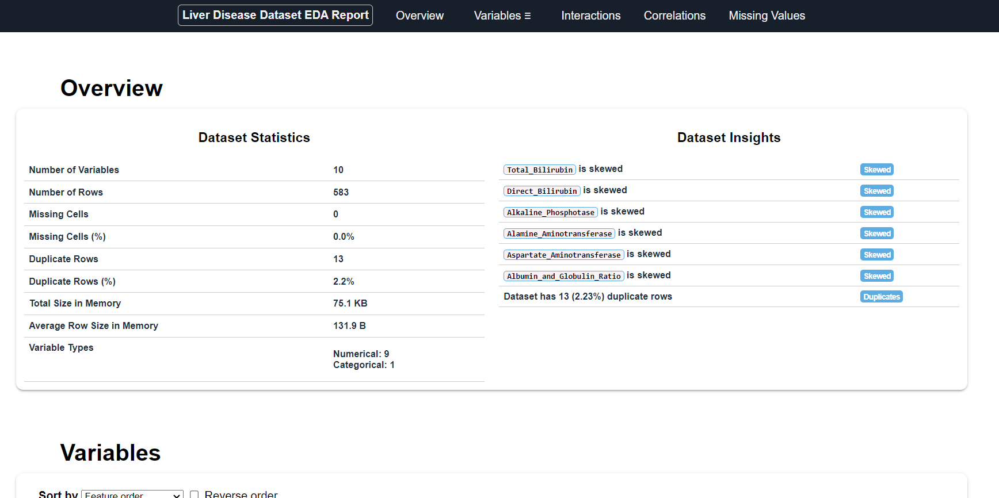 Liver Disease Dataset EDA Report Overview Variables ≡ Interactions Correlations Missing Values
Overview
Dataset Statistics
Number of Variables 10
Number of Rows 583
Missing Cells 0
Missing Cells (%) 0.0%
Duplicate Rows 13
Duplicate Rows (%) 2.2%
Total Size in Memory 75.1 KB
Average Row Size in Memory 131.9 B
Variable Types Numerical: 9
Categorical: 1
Dataset Insights
Total_Bilirubin is skewed Skewed
Direct_Bilirubin is skewed Skewed
Alkaline_Phosphotase is skewed Skewed
Alamine_Aminotransferase is skewed Skewed
Aspartate_Aminotransferase is skewed Skewed
Albumin_and_Globulin_Ratio is skewed Skewed
Dataset has 13 (2.23%) duplicate rows Duplicates
Variables
Sort by Feature order Reverse order